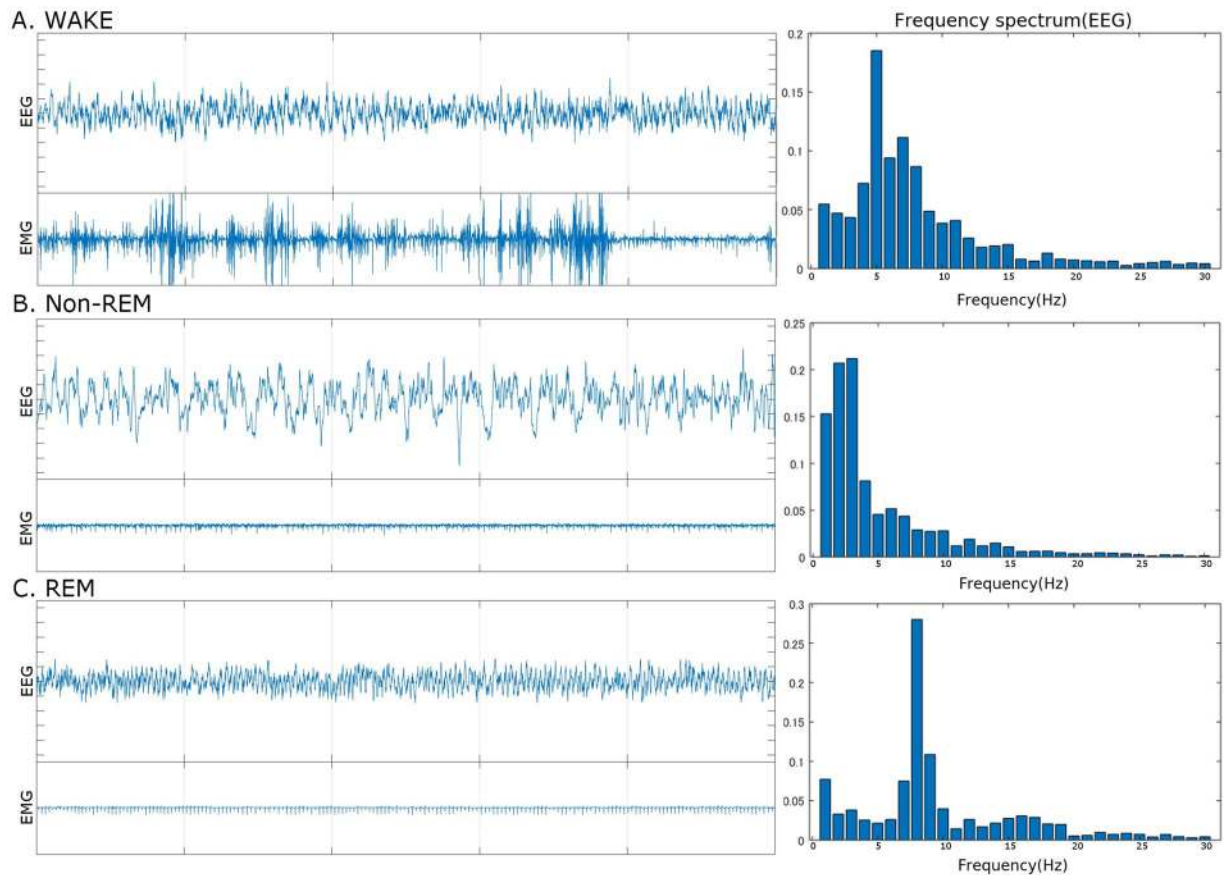 A. WAKE
Frequency spectrum(EEG)
EEG
EMG
0.2
0.15
0.1
0.05
0
0 5 10 15 20 25 30
Frequency(Hz)
B. Non-REM
EEG
EMG
0.25
0.2
0.15
0.1
0.05
0
0 5 10 15 20 25 30
Frequency(Hz)
C. REM
EEG
EMG
0.3
0.25
0.2
0.15
0.1
0.05
0
0 5 10 15 20 25 30
Frequency(Hz)